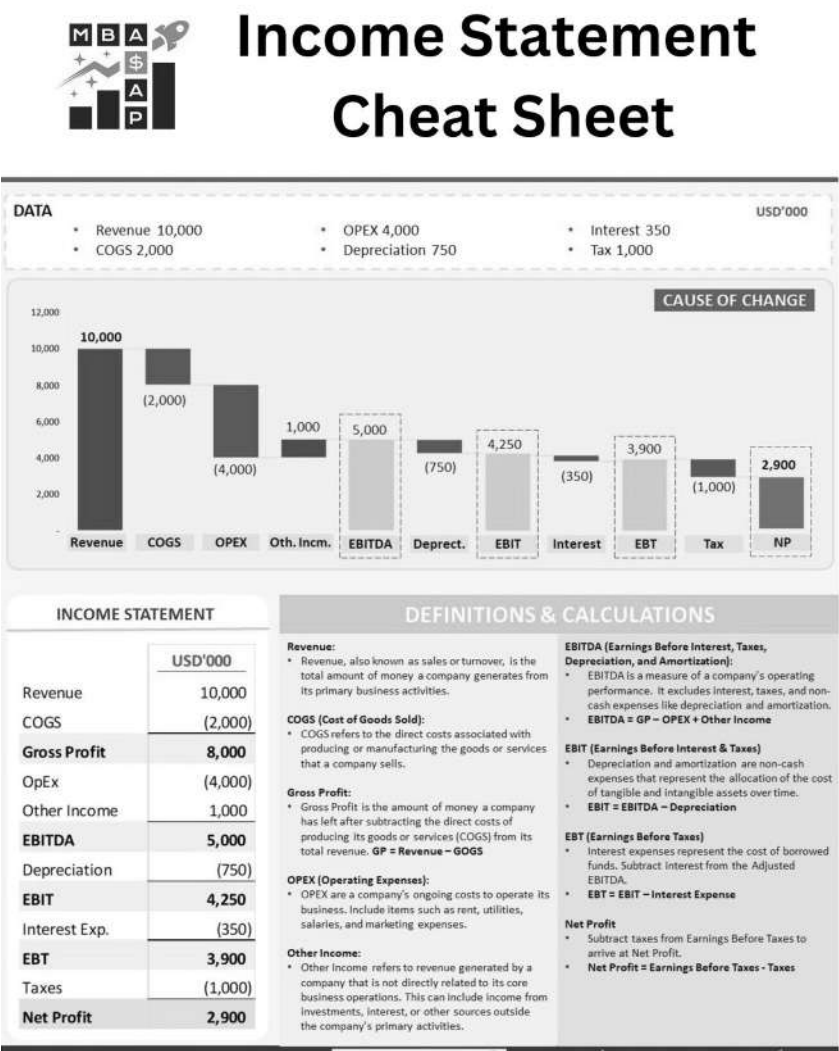 MBA
$
A
P
Income Statement
Cheat Sheet
DATA
USD'000
• Revenue 10,000
• COGS 2,000
• OPEX 4,000
• Depreciation 750
• Interest 350
• Tax 1,000
CAUSE OF CHANGE
12,000
10,000
8,000
6,000
4,000
2,000
-
10,000
(2,000)
(4,000)
1,000
5,000
(750)
4,250
(350)
3,900
(1,000)
2,900
Revenue
COGS
OPEX
Oth. Incm.
EBITDA
Deprect.
EBIT
Interest
EBT
Tax
NP
INCOME STATEMENT
USD'000
Revenue 10,000
COGS (2,000)
Gross Profit 8,000
OpEx (4,000)
Other Income 1,000
EBITDA 5,000
Depreciation (750)
EBIT 4,250
Interest Exp. (350)
EBT 3,900
Taxes (1,000)
Net Profit 2,900
DEFINITIONS & CALCULATIONS
Revenue:
• Revenue, also known as sales or turnover, is the
total amount of money a company generates from
its primary business activities.
COGS (Cost of Goods Sold):
• COGS refers to the direct costs associated with
producing or manufacturing the goods or services
that a company sells.
Gross Profit:
• Gross Profit is the amount of money a company
has left after subtracting the direct costs of
producing its goods or services (COGS) from its
total revenue. GP = Revenue – GOGS
OPEX (Operating Expenses):
• OPEX are a company's ongoing costs to operate its
business. Include items such as rent, utilities,
salaries, and marketing expenses.
Other Income:
• Other Income refers to revenue generated by a
company that is not directly related to its core
business operations. This can include income from
investments, interest, or other sources outside
the company's primary activities.
EBITDA (Earnings Before Interest, Taxes,
Depreciation, and Amortization):
• EBITDA is a measure of a company's operating
performance. It excludes interest, taxes, and non-
cash expenses like depreciation and amortization.
• EBITDA = GP – OPEX + Other Income
EBIT (Earnings Before Interest & Taxes)
• Depreciation and amortization are non-cash
expenses that represent the allocation of the cost
of tangible and intangible assets over time.
• EBIT = EBITDA – Depreciation
EBT (Earnings Before Taxes)
• Interest expenses represent the cost of borrowed
funds. Subtract interest from the Adjusted
EBITDA.
• EBT = EBIT – Interest Expense
Net Profit
• Subtract taxes from Earnings Before Taxes to
arrive at Net Profit.
• Net Profit = Earnings Before Taxes - Taxes